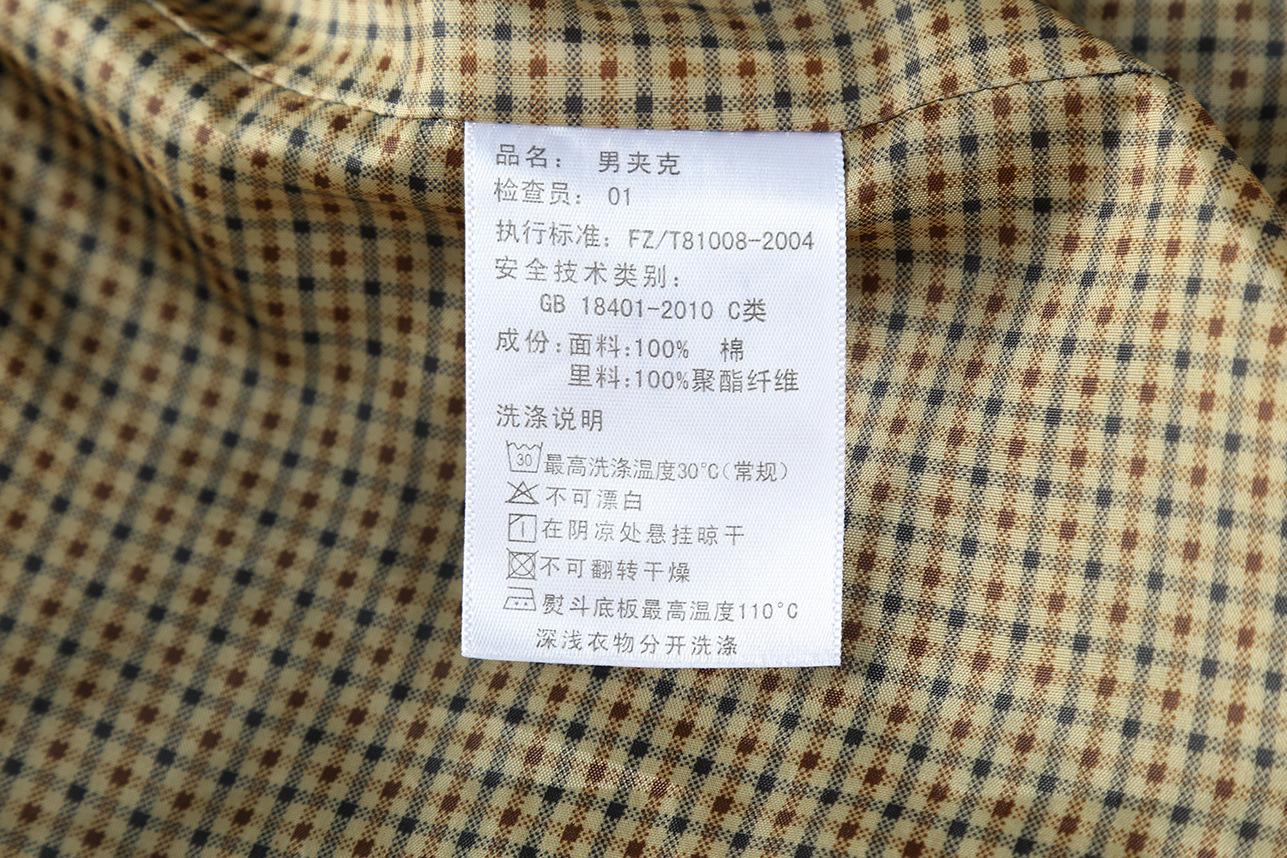 品名： 男夹克
检查员： 01
执行标准：FZ/T81008-2004
安全技术类别：
GB 18401-2010 C类
成份：面料:100% 棉
里料:100%聚酯纤维
洗涤说明
30 最高洗涤温度30℃（常规）
不可漂白
在阴凉处悬挂晾干
不可翻转干燥
熨斗底板最高温度110℃
深浅衣物分开洗涤